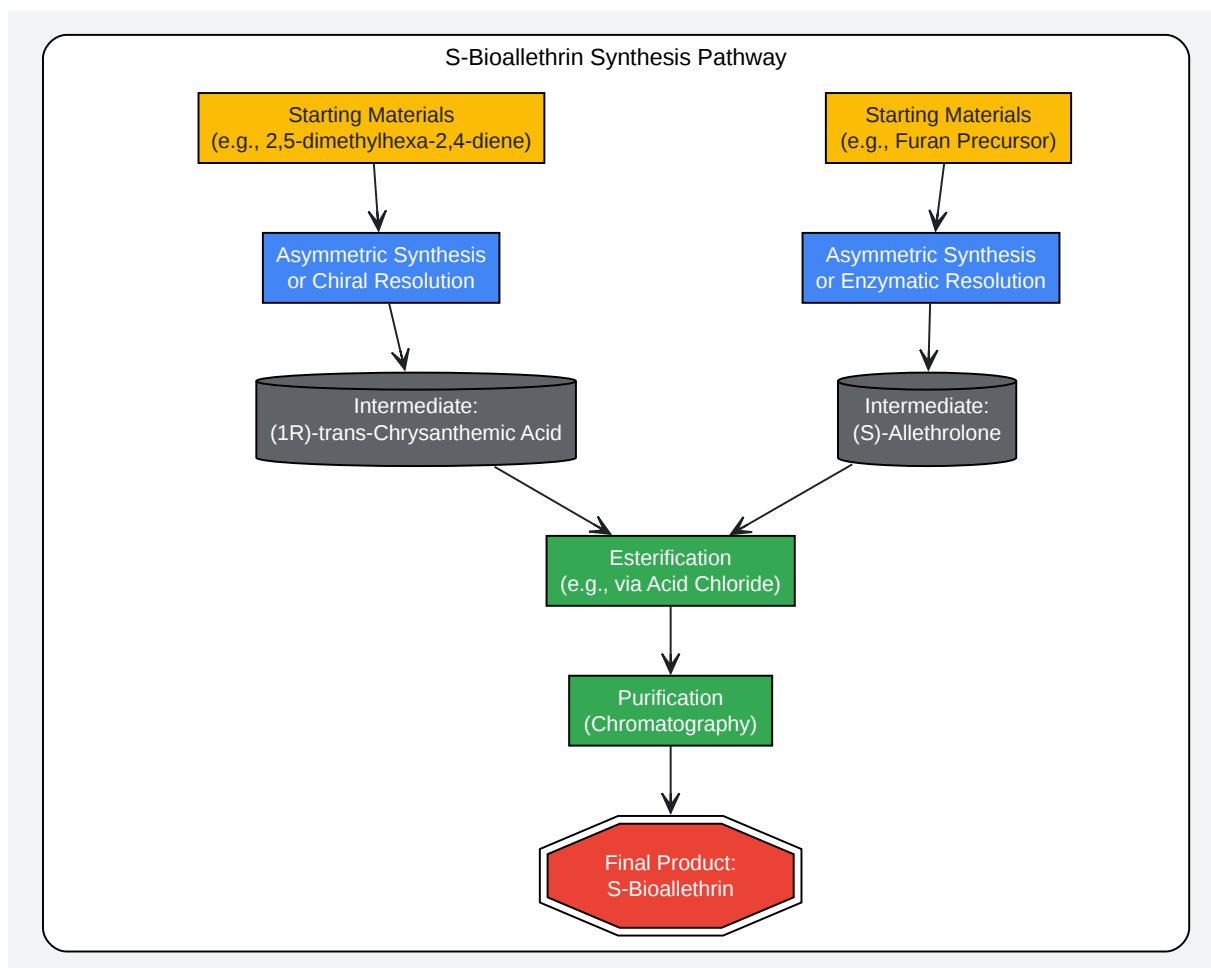 S-Bioallethrin Synthesis Pathway
Starting Materials
(e.g., 2,5-dimethylhexa-2,4-diene)
Starting Materials
(e.g., Furan Precursor)
Asymmetric Synthesis
or Chiral Resolution
Asymmetric Synthesis
or Enzymatic Resolution
Intermediate:
(1R)-trans-Chrysanthemic Acid
Intermediate:
(S)-Allethrolone
Esterification
(e.g., via Acid Chloride)
Purification
(Chromatography)
Final Product:
S-Bioallethrin